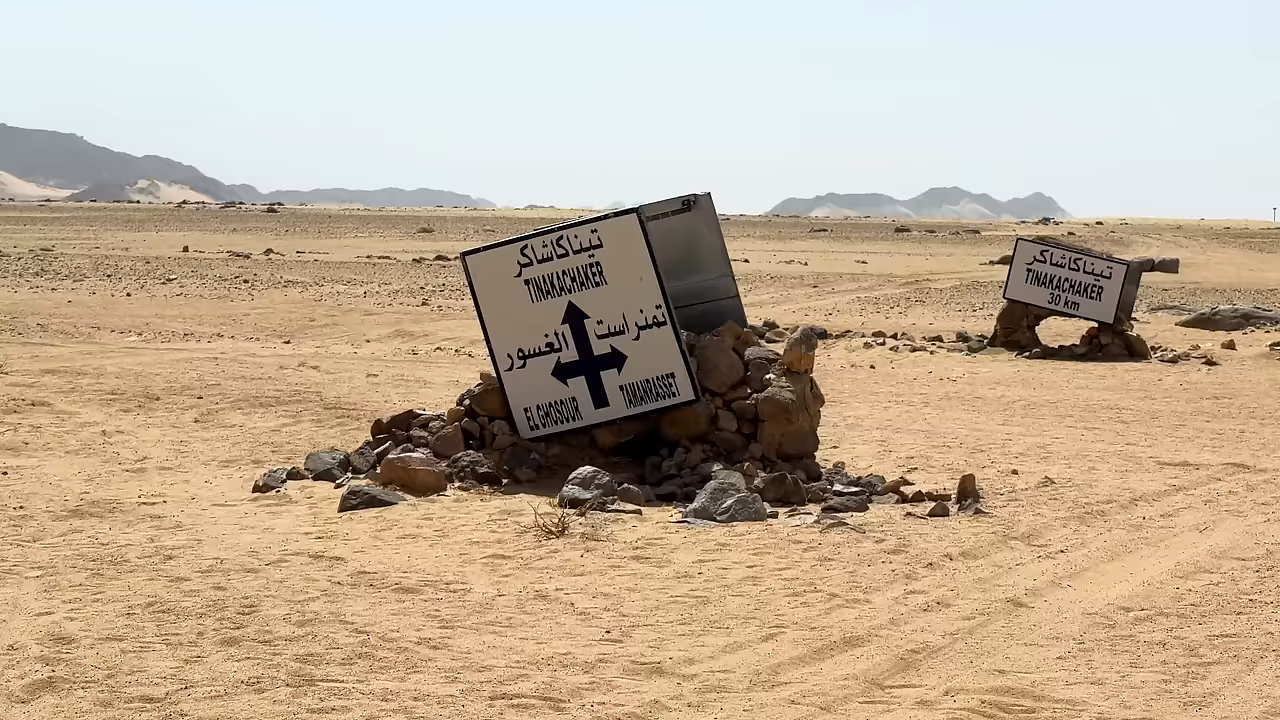 تيناكاشاكر
TINAKACHAKER
تمنراست
الغسور
EL GHOSOUR
TAMANRASSET
تيناكاشاكر
TINAKACHAKER
30 km